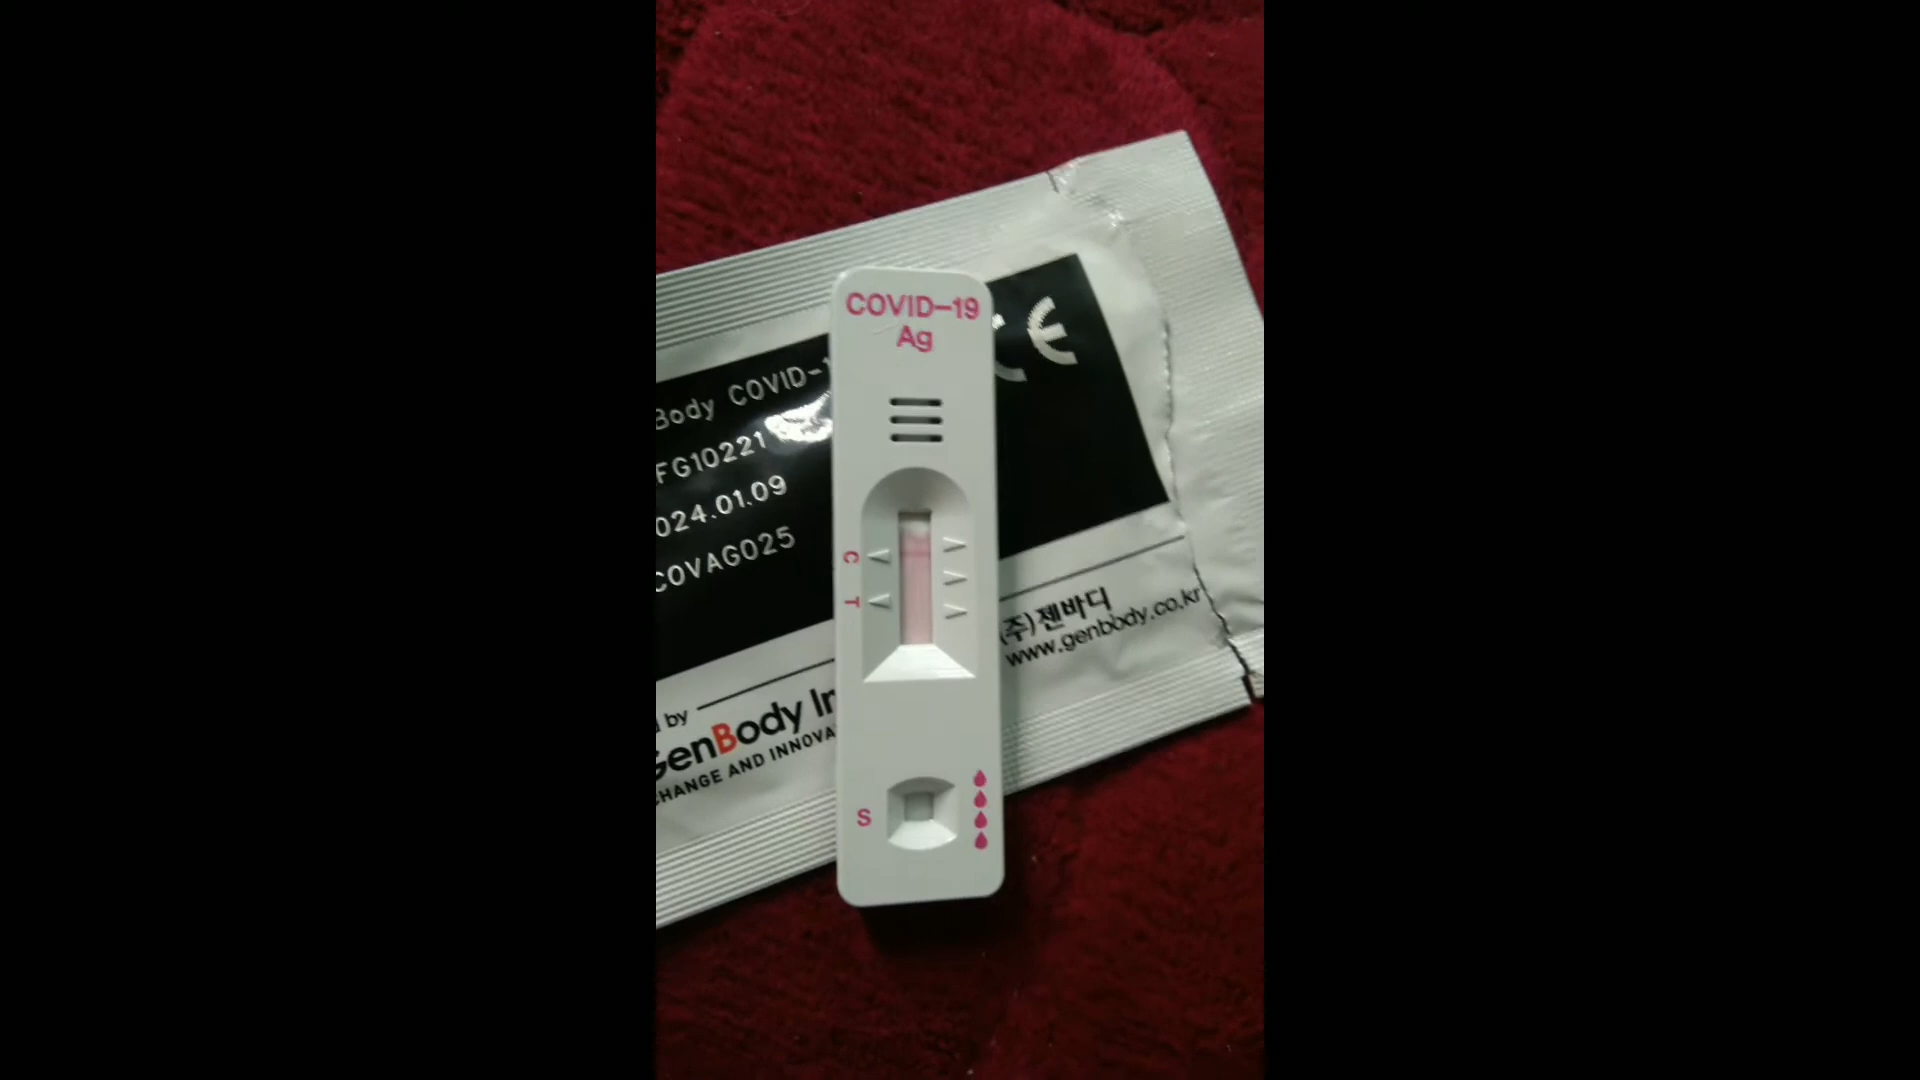 COVID-19
Ag
C
T
S
Body COVID-
FG10221
024.01.09
COVAG025
CE
by
GenBody In
CHANGE AND INNOVA
(주)젠바디
www.genbody.co.kr